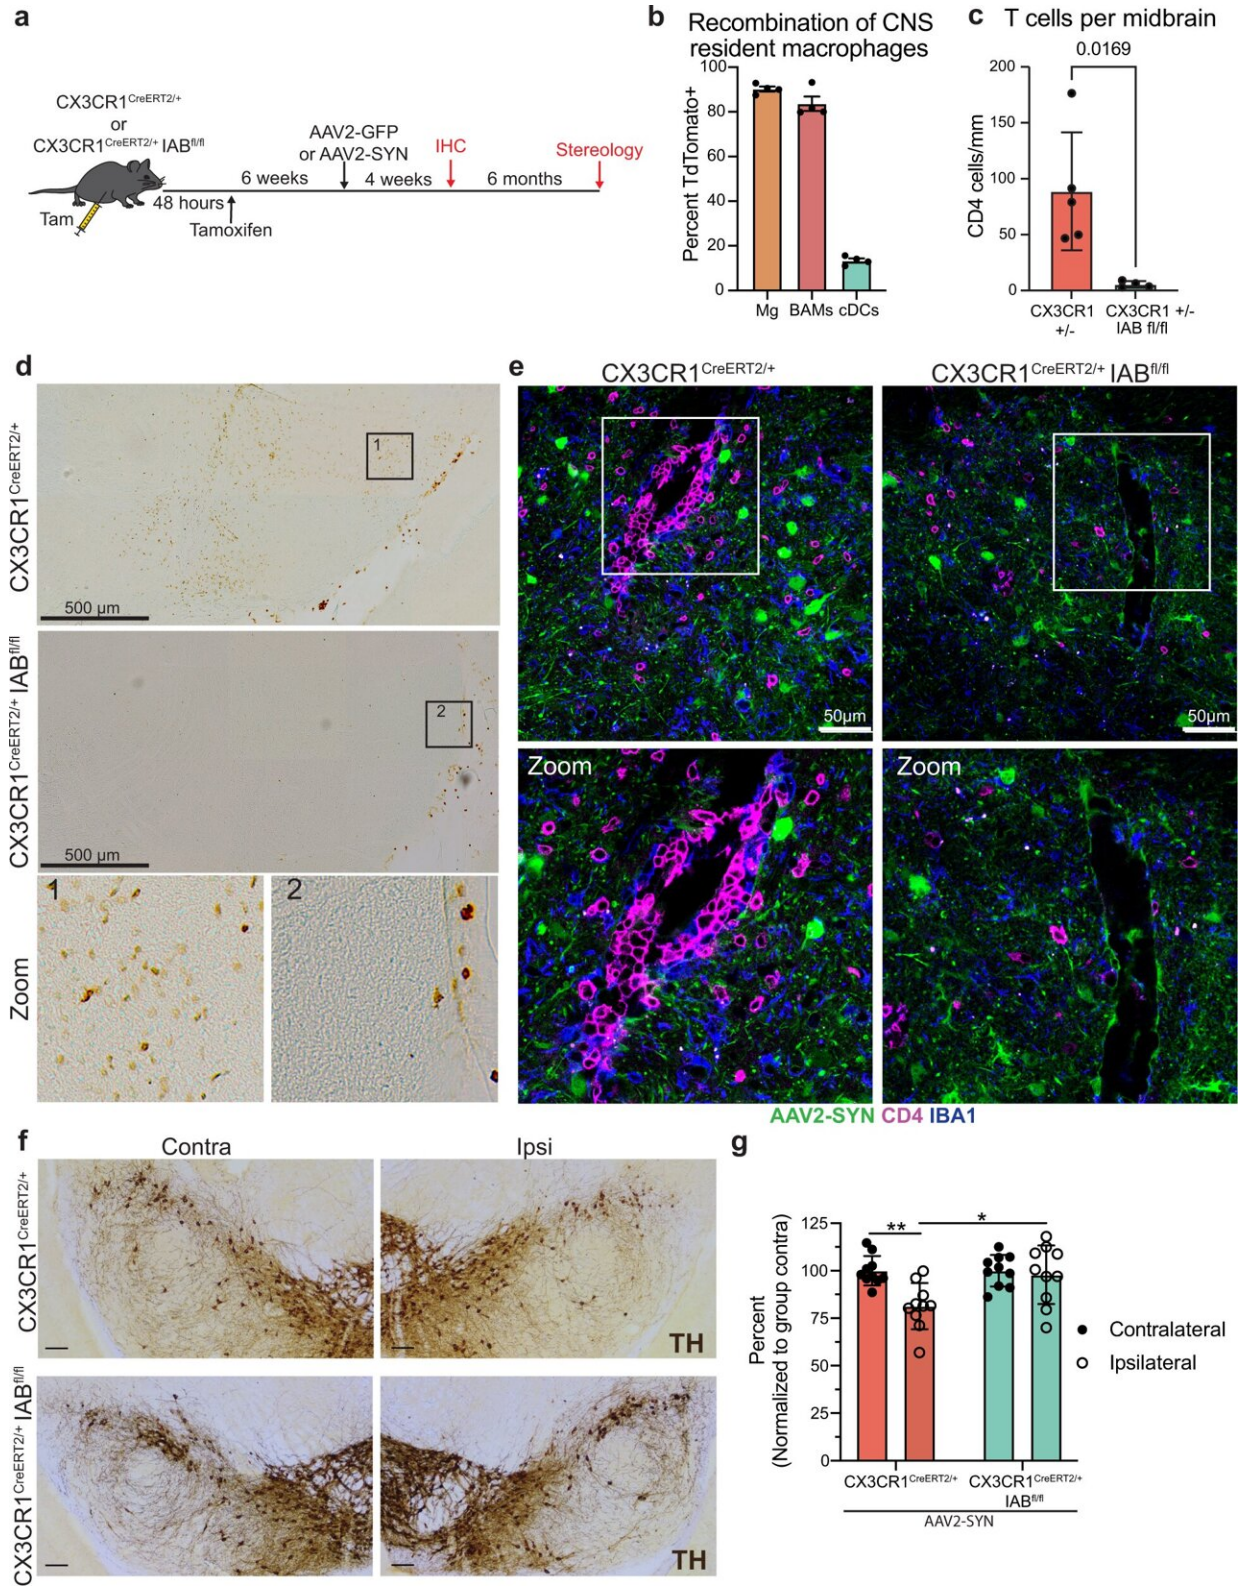 a
CX3CR1CreERT2/+
or
CX3CR1CreERT2/+ IABfl/fl
Tam
48 hours
Tamoxifen
6 weeks
AAV2-GFP
or AAV2-SYN
4 weeks
IHC
6 months
Stereology
b
Recombination of CNS
resident macrophages
Percent TdTomato+
100
80
60
40
20
0
Mg BAMs cDCs
c
T cells per midbrain
0.0169
CD4 cells/mm
200
150
100
50
0
CX3CR1
+/-
CX3CR1 +/-
IAB fl/fl
d
CX3CR1CreERT2/+
1
500 µm
CX3CR1CreERT2/+ IABfl/fl
2
500 µm
Zoom
1
2
e
CX3CR1CreERT2/+
CX3CR1CreERT2/+ IABfl/fl
50µm
50µm
Zoom
Zoom
AAV2-SYN CD4 IBA1
f
Contra
Ipsi
CX3CR1CreERT2/+
TH
CX3CR1CreERT2/+ IABfl/fl
TH
g
Percent
(Normalized to group contra)
125
100
75
50
25
0
**
*
CX3CR1CreERT2/+
CX3CR1CreERT2/+
IABfl/fl
AAV2-SYN
Contralateral
Ipsilateral